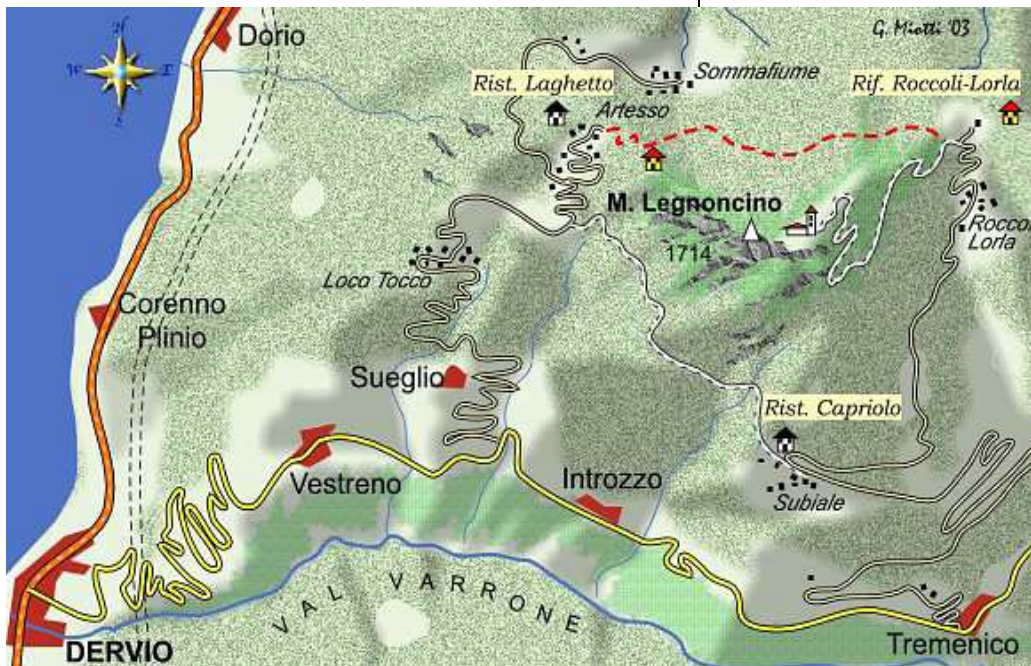 G. Miotti '03
N
W
E
S
Dorio
Sommafiume
Rist. Laghetto
Rif. Roccoli-Lorla
Artesso
M. Legnoncino
1714
Roccoli
Lorla
Loco Tocco
Corenno
Plinio
Sueglio
Rist. Capriolo
Vestreno
Introzzo
Subiale
VAL VARRONE
DERVIO
Tremenico